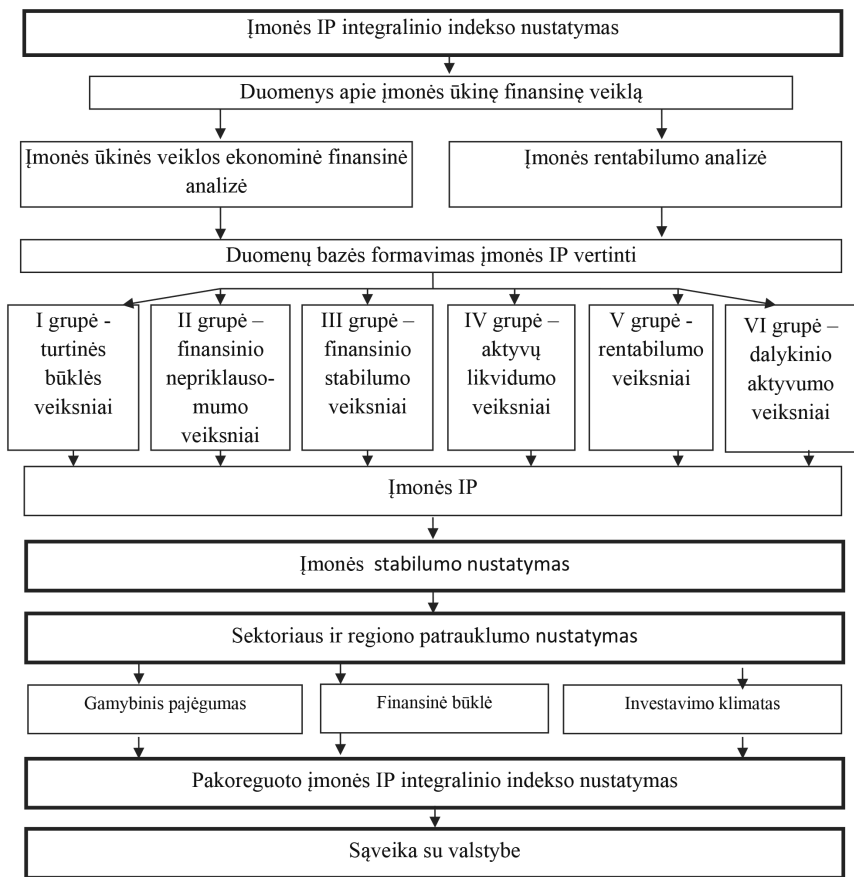 Įmonės IP integralinio indekso nustatymas
Duomenys apie įmonės ūkinę finansinę veiklą
Įmonės ūkinės veiklos ekonominė finansinė
analizė
Įmonės rentabilumo analizė
Duomenų bazės formavimas įmonės IP vertinti
I grupė -
turtinės
būklės
veiksniai
II grupė –
finansinio
nepriklauso-
mumo
veiksniai
III grupė –
finansinio
stabilumo
veiksniai
IV grupė –
aktyvų
likvidumo
veiksniai
V grupė -
rentabilumo
veiksniai
VI grupė –
dalykinio
aktyvumo
veiksniai
Įmonės IP
Įmonės stabilumo nustatymas
Sektoriaus ir regiono patrauklumo nustatymas
Gamybinis pajėgumas
Finansinė būklė
Investavimo klimatas
Pakoreguoto įmonės IP integralinio indekso nustatymas
Sąveika su valstybe